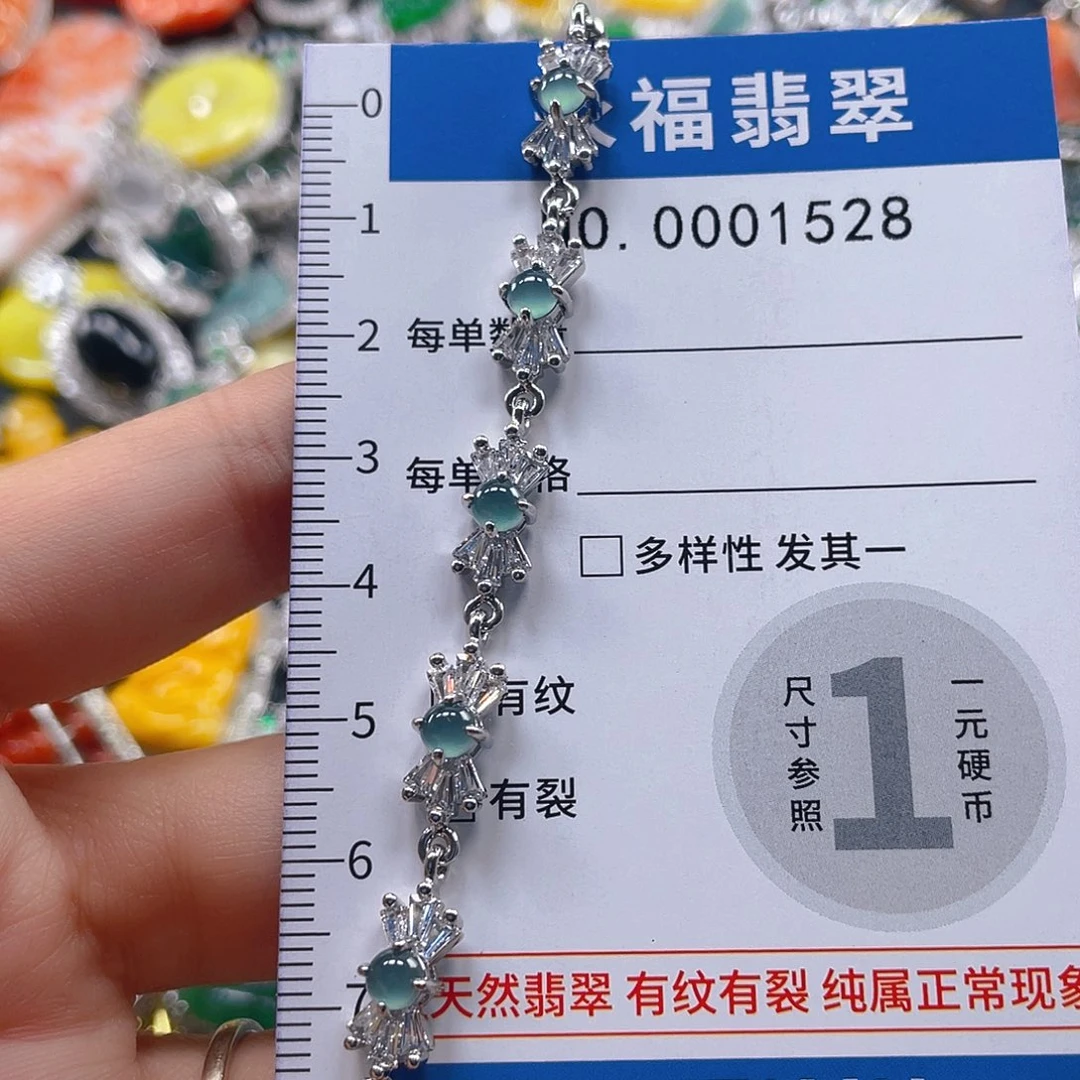 福翡翠
0. 0001528
每单
每单 格
多样性 发其一
有纹
有裂
尺寸参照
1
一元硬币
天然翡翠 有纹有裂 纯属正常现象
0
1
2
3
4
5
6
7